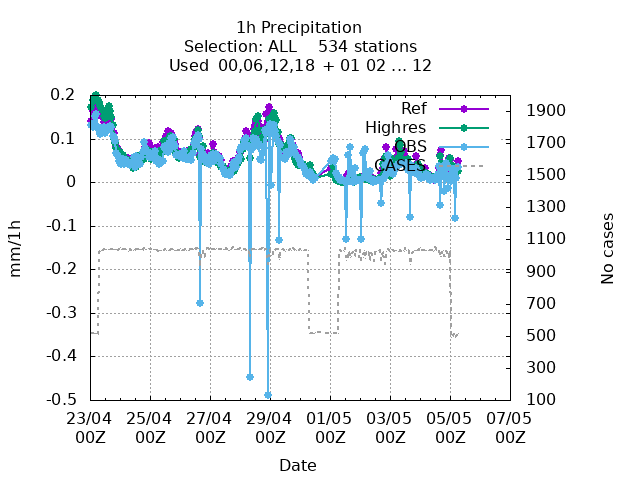 1h Precipitation
Selection: ALL    534 stations
Used  00,06,12,18 + 01 02 ... 12
0.2
0.1
0
-0.1
-0.2
-0.3
-0.4
-0.5
mm/1h
1900
1700
1500
1300
1100
900
700
500
300
100
No cases
Ref
Highres
OBS
CASES
23/04 25/04 27/04 29/04 01/05 03/05 05/05 07/05
00Z 00Z 00Z 00Z 00Z 00Z 00Z 00Z
Date